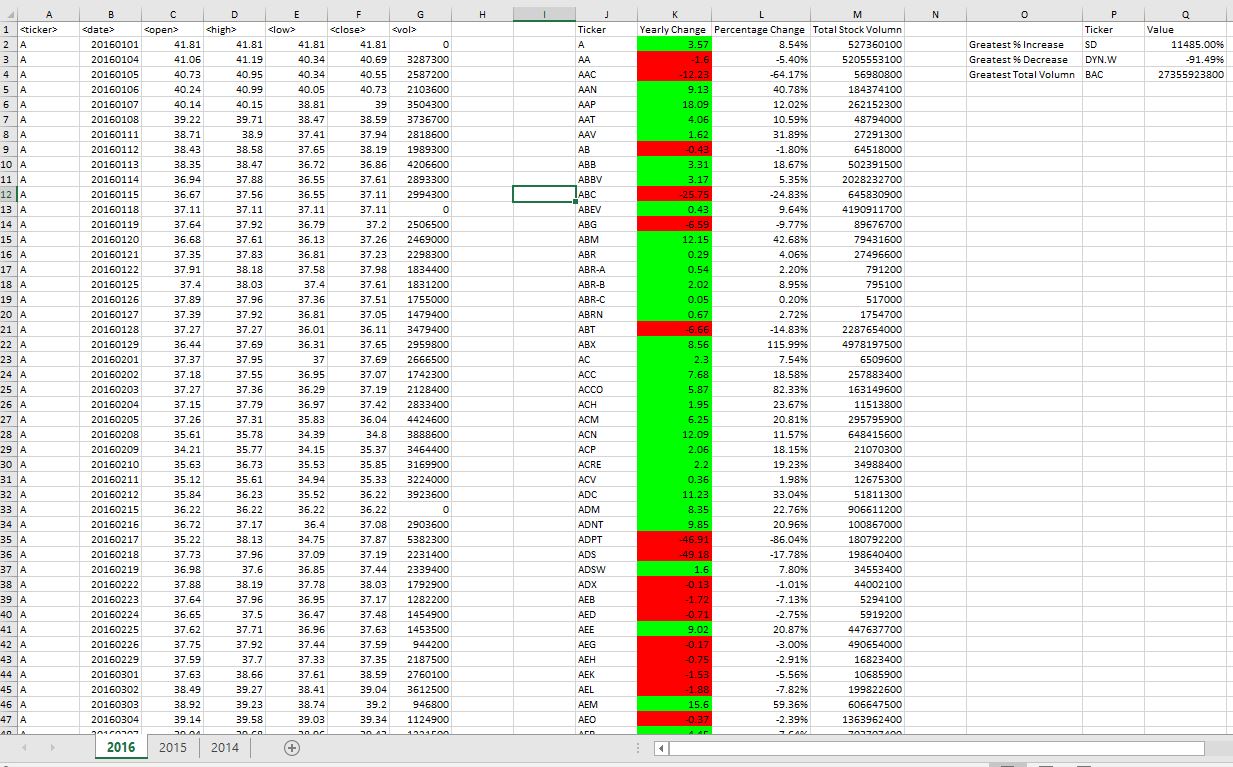 A B C D E F G H I J K L M N O P Q
1 <ticker> <date> <open> <high> <low> <close> <vol> Ticker Yearly Change Percentage Change Total Stock Volumn Ticker Value
2 A 20160101 41.81 41.81 41.81 41.81 0 A 3.57 8.54% 527360100 Greatest % Increase SD 11485.00%
3 A 20160104 41.06 41.19 40.34 40.69 3287300 AA -1.6 -5.40% 5205553100 Greatest % Decrease DYN.W -91.49%
4 A 20160105 40.73 40.95 40.34 40.55 2587200 AAC -12.23 -64.17% 56980800 Greatest Total Volumn BAC 27355923800
5 A 20160106 40.24 40.99 40.05 40.73 2103600 AAN 9.13 40.78% 184374100
6 A 20160107 40.14 40.15 38.81 39 3504300 AAP 18.09 12.02% 262152300
7 A 20160108 39.22 39.71 38.47 38.59 3736700 AAT 4.06 10.59% 48794000
8 A 20160111 38.71 38.9 37.41 37.94 2818600 AAV 1.62 31.89% 27291300
9 A 20160112 38.43 38.58 37.65 38.19 1989300 AB -0.43 -1.80% 64518000
10 A 20160113 38.35 38.47 36.72 36.86 4206600 ABB 3.31 18.67% 502391500
11 A 20160114 36.94 37.88 36.55 37.61 2893300 ABBV 3.17 5.35% 2028232700
12 A 20160115 36.67 37.56 36.55 37.11 2994300 ABC -25.75 -24.83% 645830900
13 A 20160118 37.11 37.11 37.11 37.11 0 ABEV 0.43 9.64% 4190911700
14 A 20160119 37.64 37.92 36.79 37.2 2506500 ABG -6.59 -9.77% 89676700
15 A 20160120 36.68 37.61 36.13 37.26 2469000 ABM 12.15 42.68% 79431600
16 A 20160121 37.35 37.83 36.81 37.23 2298300 ABR 0.29 4.06% 27496600
17 A 20160122 37.91 38.18 37.58 37.98 1834400 ABR-A 0.54 2.20% 791200
18 A 20160125 37.4 38.03 37.4 37.61 1831200 ABR-B 2.02 8.95% 795100
19 A 20160126 37.89 37.96 37.36 37.51 1755000 ABR-C 0.05 0.20% 517000
20 A 20160127 37.39 37.92 36.81 37.05 1479400 ABRN 0.67 2.72% 1754700
21 A 20160128 37.27 37.27 36.01 36.11 3479400 ABT -6.66 -14.83% 2287654000
22 A 20160129 36.44 37.69 36.31 37.65 2959800 ABX 8.56 115.99% 4978197500
23 A 20160201 37.37 37.95 37 37.69 2666500 AC 2.3 7.54% 6509600
24 A 20160202 37.18 37.55 36.95 37.07 1742300 ACC 7.68 18.58% 257883400
25 A 20160203 37.27 37.36 36.29 37.19 2128400 ACCO 5.87 82.33% 163149600
26 A 20160204 37.15 37.79 36.97 37.42 2833400 ACH 1.95 23.67% 11513800
27 A 20160205 37.26 37.31 35.83 36.04 4424600 ACM 6.25 20.81% 295795900
28 A 20160208 35.61 35.78 34.39 34.8 3888600 ACN 12.09 11.57% 648415600
29 A 20160209 34.21 35.77 34.15 35.37 3464400 ACP 2.06 18.15% 21070300
30 A 20160210 35.63 36.73 35.53 35.85 3169900 ACRE 2.2 19.23% 34988400
31 A 20160211 35.12 35.61 34.94 35.33 3224000 ACV 0.36 1.98% 12675300
32 A 20160212 35.84 36.23 35.52 36.22 3923600 ADC 11.23 33.04% 51811300
33 A 20160215 36.22 36.22 36.22 36.22 0 ADM 8.35 22.76% 906611200
34 A 20160216 36.72 37.17 36.4 37.08 2903600 ADNT 9.85 20.96% 100867000
35 A 20160217 35.22 38.13 34.75 37.87 5382300 ADPT -46.91 -86.04% 180792200
36 A 20160218 37.73 37.96 37.09 37.19 2231400 ADS -49.18 -17.78% 198640400
37 A 20160219 36.98 37.6 36.85 37.44 2339400 ADSW 1.6 7.80% 34553400
38 A 20160222 37.88 38.19 37.78 38.03 1792900 ADX -0.13 -1.01% 44002100
39 A 20160223 37.64 37.96 36.95 37.17 1282200 AEB -1.72 -7.13% 5294100
40 A 20160224 36.65 37.5 36.47 37.48 1454900 AED -0.71 -2.75% 5919200
41 A 20160225 37.62 37.71 36.96 37.63 1453500 AEE 9.02 20.87% 447637700
42 A 20160226 37.75 37.92 37.44 37.59 944200 AEG -0.17 -3.00% 490654000
43 A 20160229 37.59 37.7 37.33 37.35 2187500 AEH -0.75 -2.91% 16823400
44 A 20160301 37.63 38.66 37.61 38.59 2760100 AEK -1.53 -5.56% 10685900
45 A 20160302 38.49 39.27 38.41 39.04 3612500 AEL -1.88 -7.82% 199822600
46 A 20160303 38.92 39.23 38.74 39.2 946800 AEM 15.6 59.36% 606647500
47 A 20160304 39.14 39.58 39.03 39.34 1124900 AEO -0.37 -2.39% 1363962400
2016 2015 2014